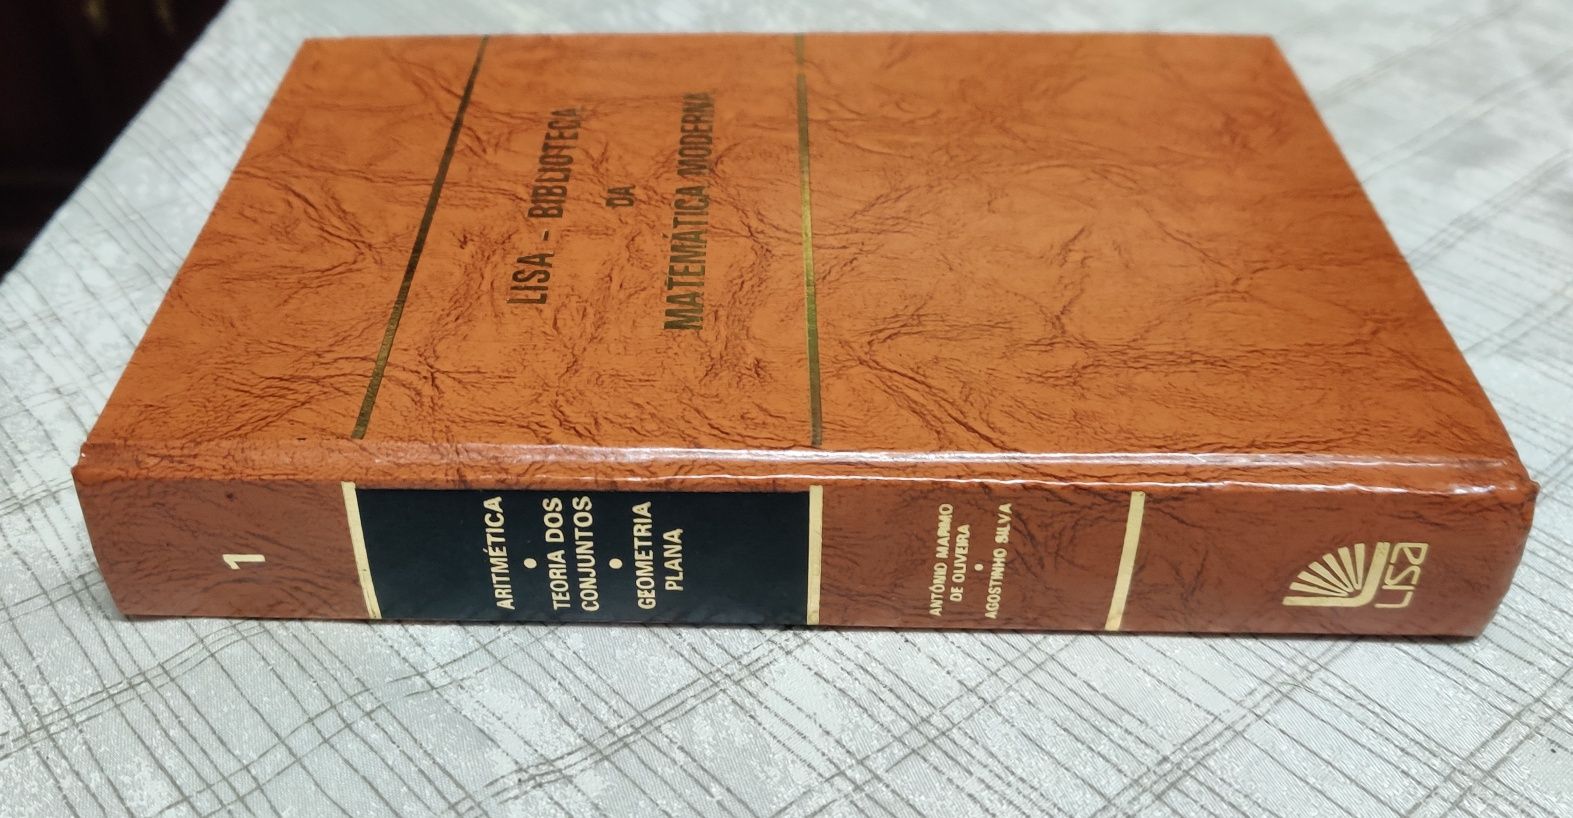 LISA - BIBLIOTECA
DA
MATEMÁTICA MODERNA
1
ARITMÉTICA
•
TEORIA DOS
CONJUNTOS
•
GEOMETRIA
PLANA
ANTÔNIO MARMO
DE OLIVEIRA
•
AGOSTINHO SILVA
LISA